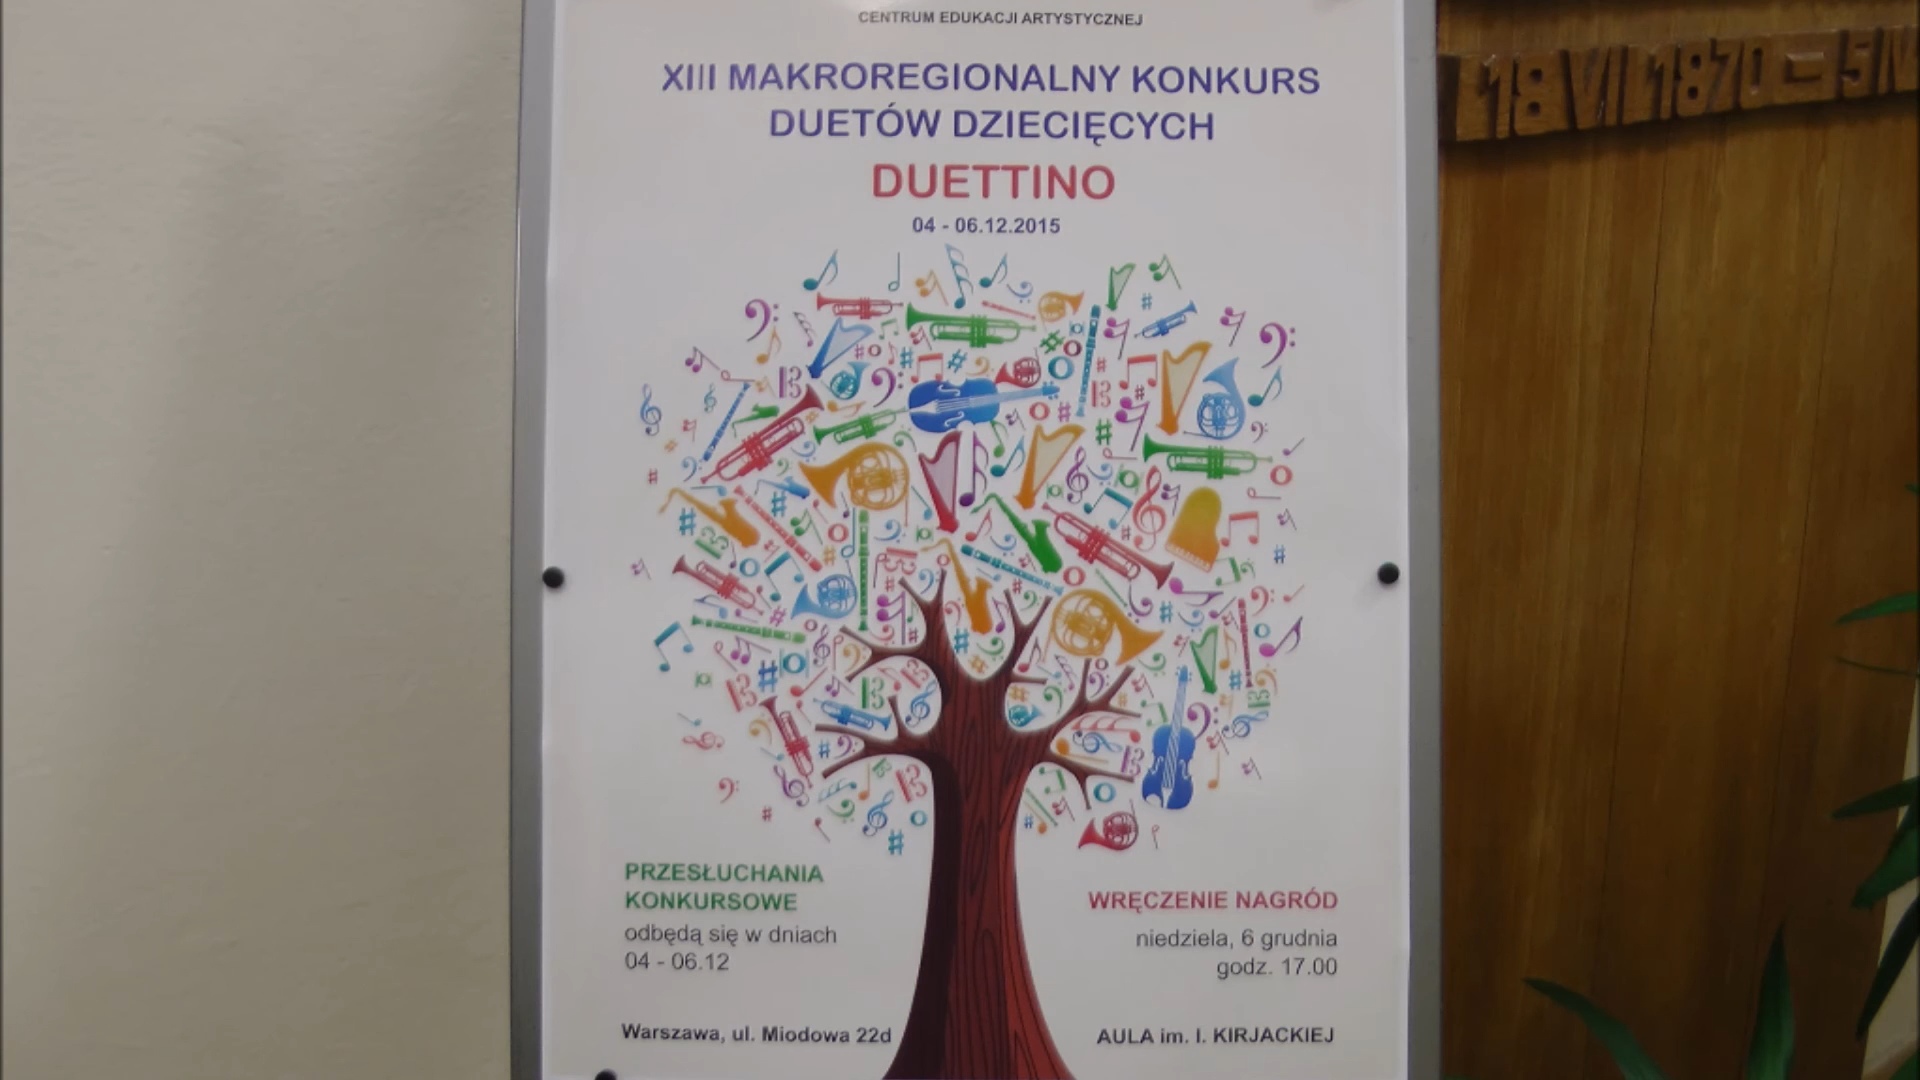 CENTRUM EDUKACJI ARTYSTYCZNEJ
XIII MAKROREGIONALNY KONKURS
DUETÓW DZIECIĘCYCH
DUETTINO
04 - 06.12.2015
PRZESŁUCHANIA
KONKURSOWE
odbędą się w dniach
04 - 06.12
WRĘCZENIE NAGRÓD
niedziela, 6 grudnia
godz. 17.00
Warszawa, ul. Miodowa 22d
AULA im. I. KIRJACKIEJ
18 VII 1870 – 5